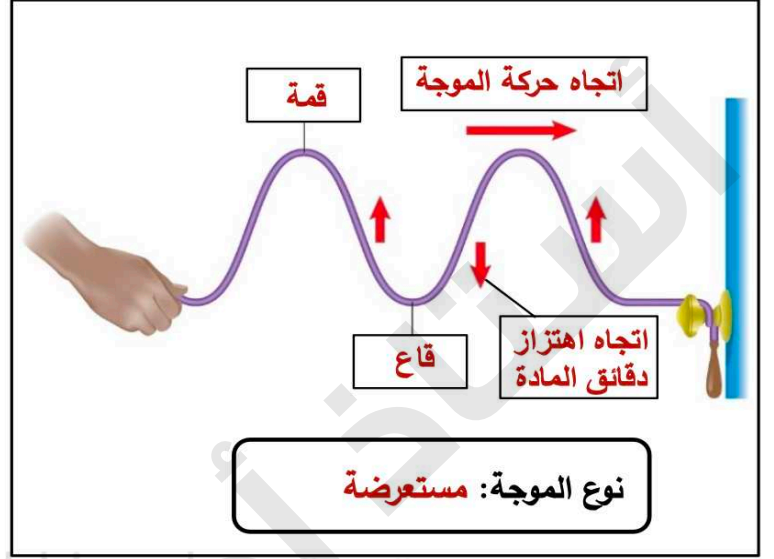 اتجاه حركة الموجة
قمة
اتجاه اهتزاز
دقائق المادة
قاع
نوع الموجة: مستعرضة